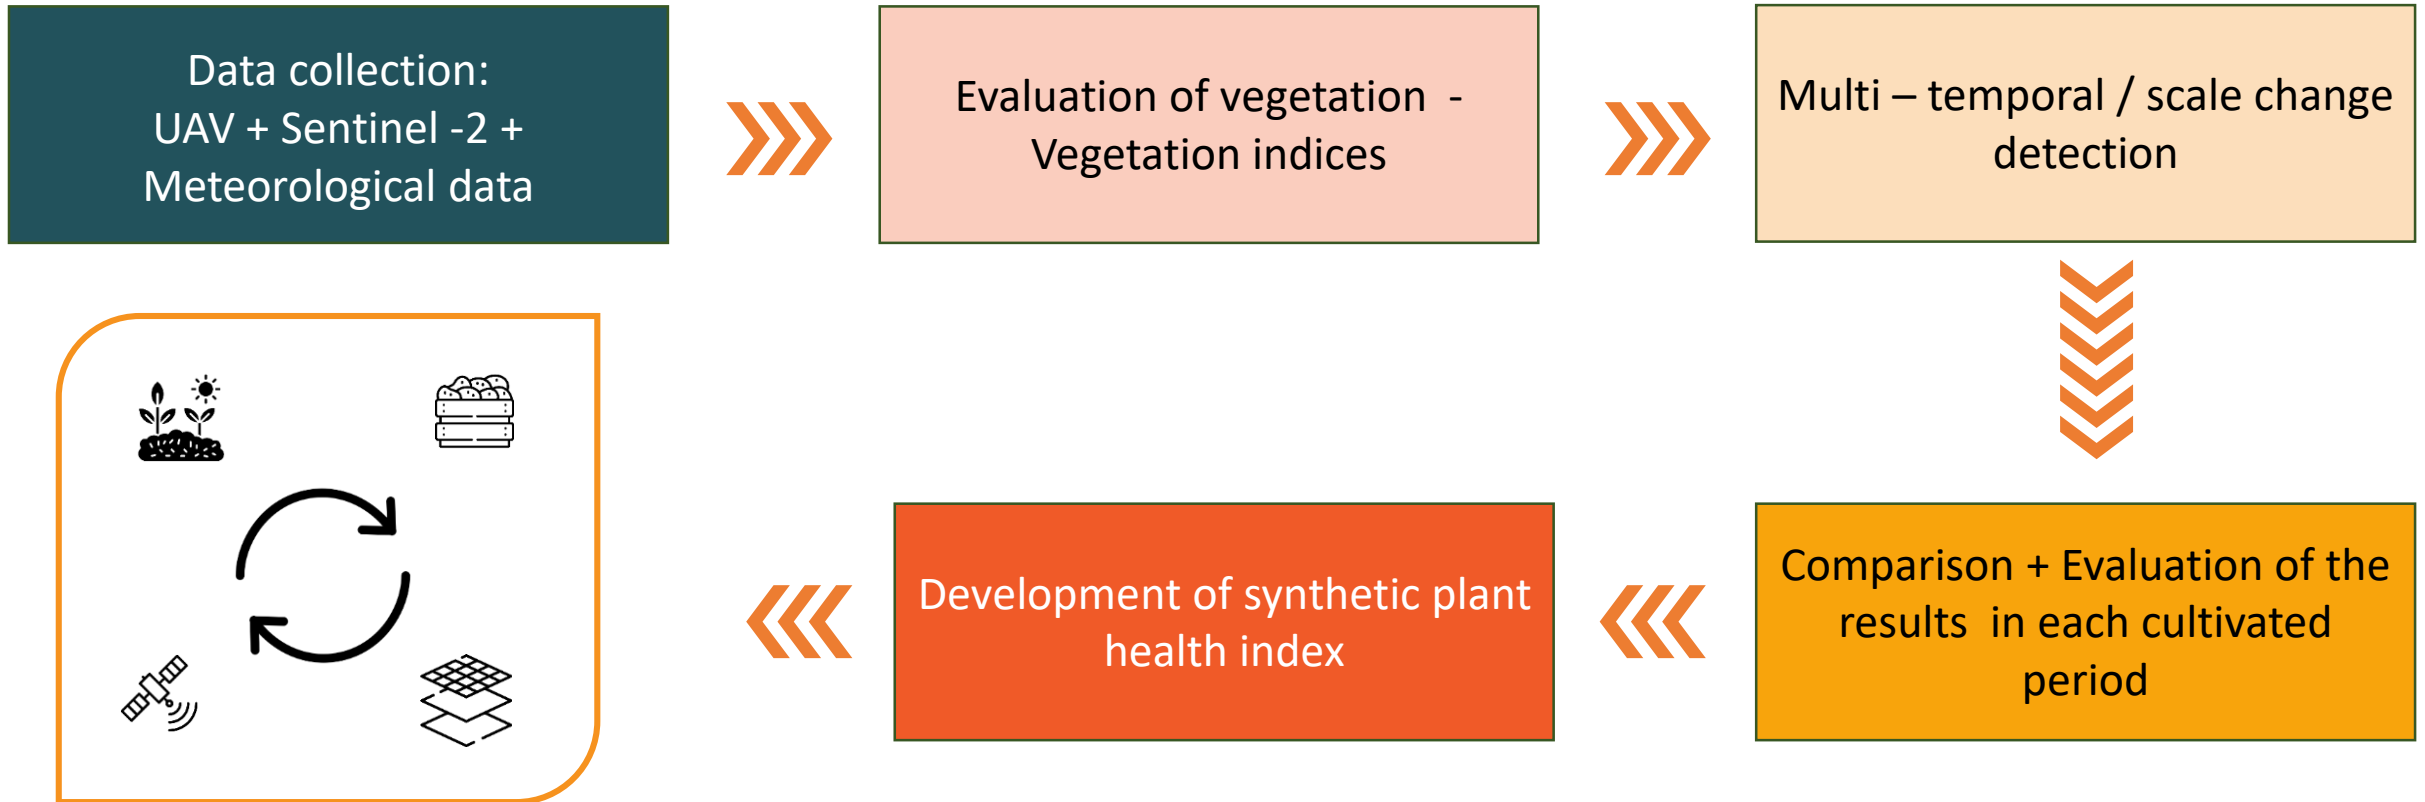 Data collection:
UAV + Sentinel -2 +
Meteorological data
Evaluation of vegetation -
Vegetation indices
Multi – temporal / scale change
detection
Comparison + Evaluation of the
results in each cultivated
period
Development of synthetic plant
health index